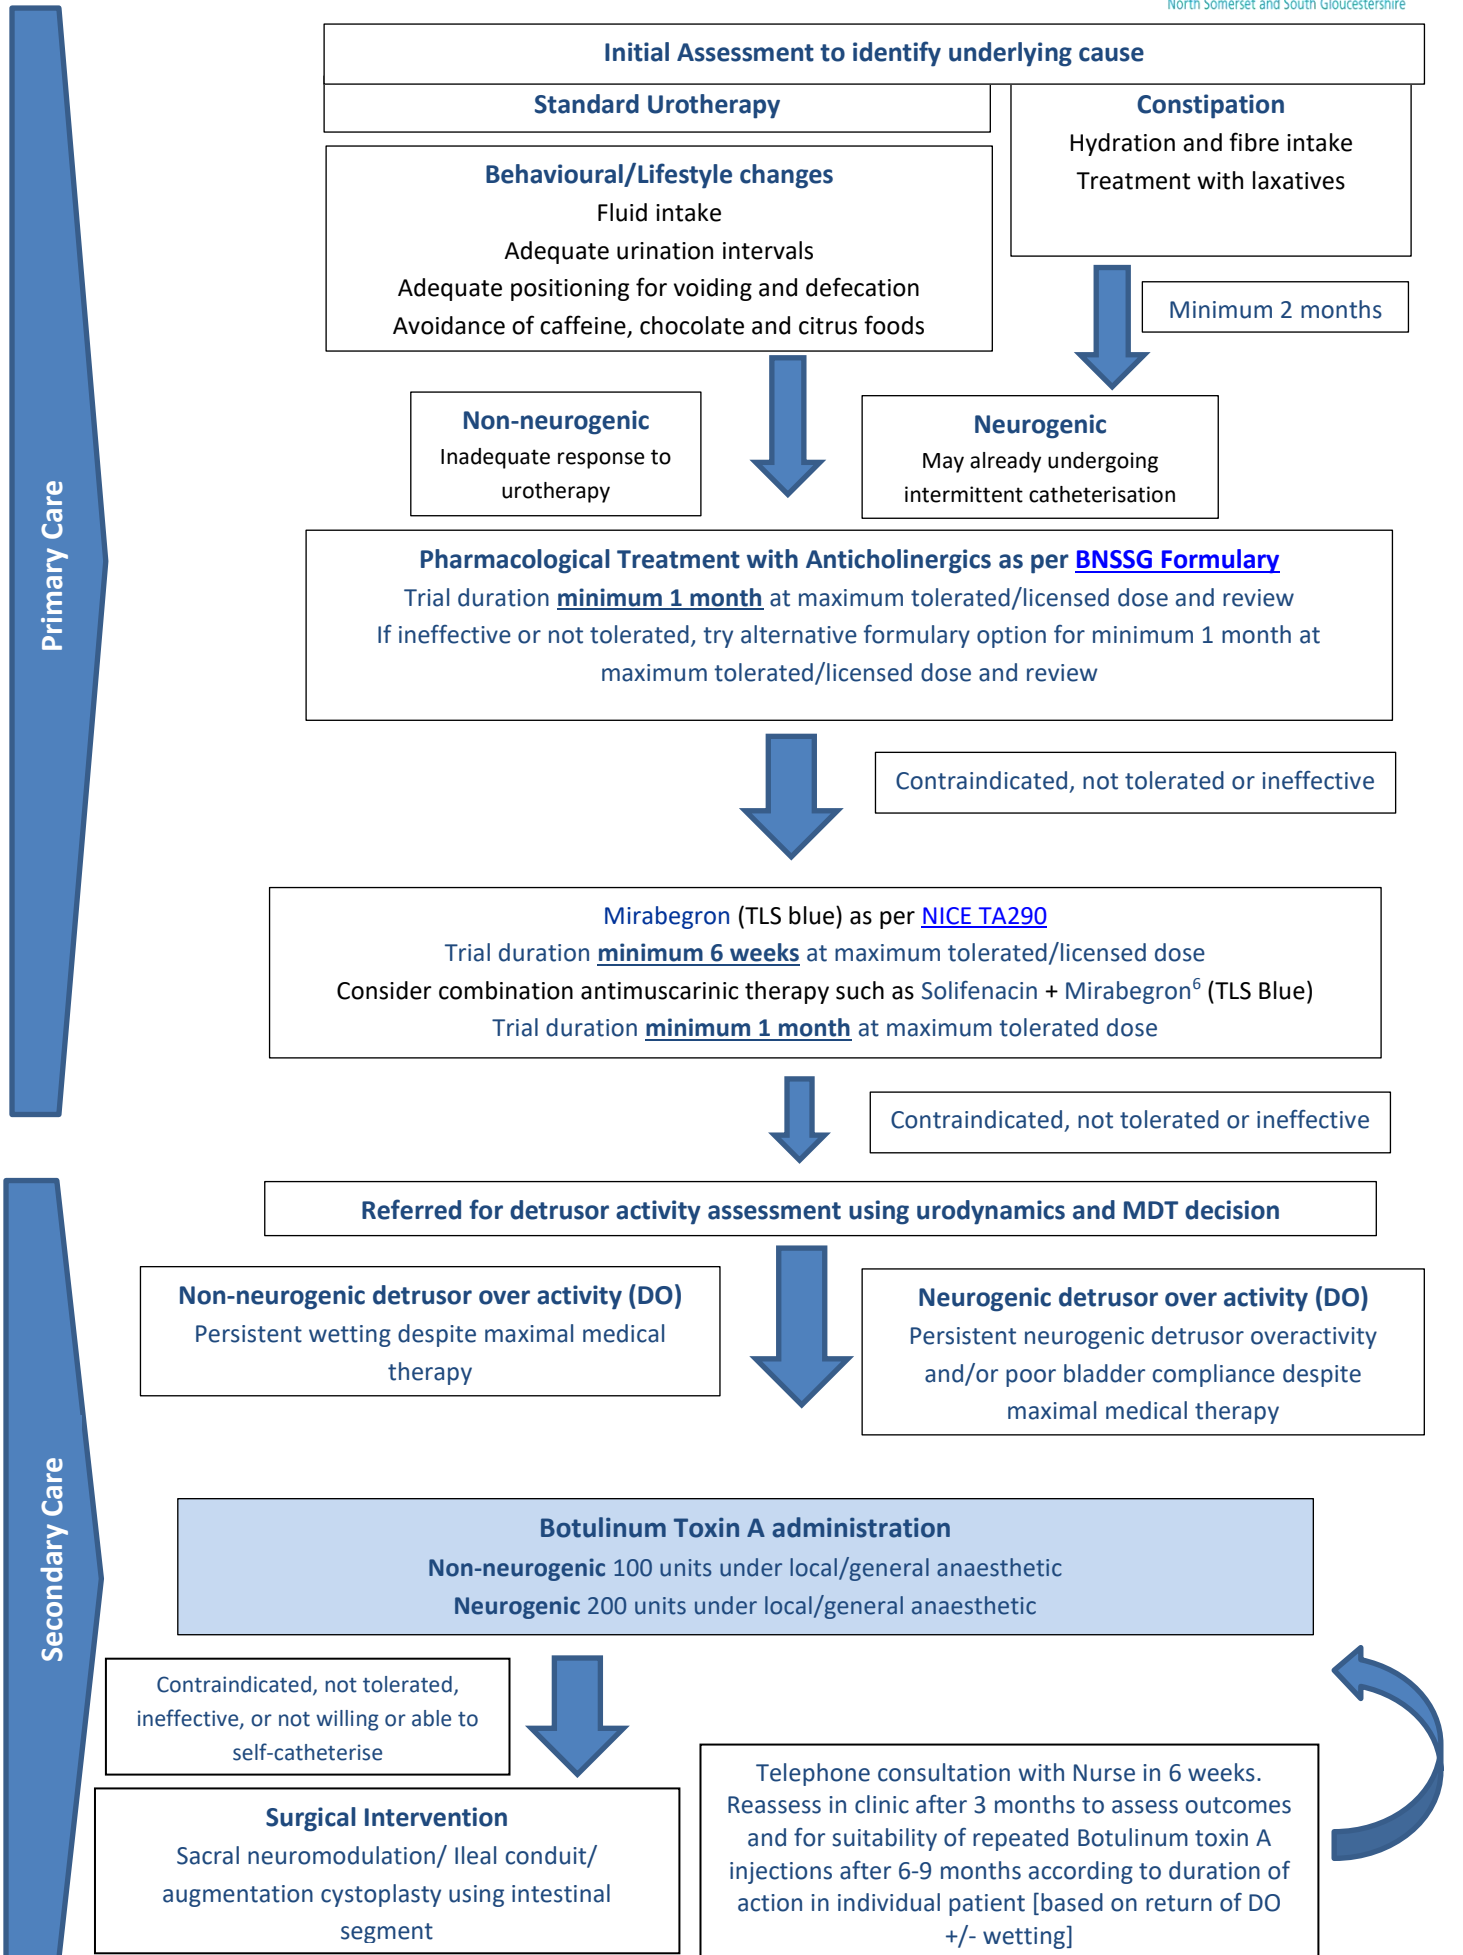 North Somerset and South Gloucestershire
Initial Assessment to identify underlying cause
Standard Urotherapy
Constipation
Hydration and fibre intake
Treatment with laxatives
Behavioural/Lifestyle changes
Fluid intake
Adequate urination intervals
Adequate positioning for voiding and defecation
Avoidance of caffeine, chocolate and citrus foods
Minimum 2 months
Non-neurogenic
Inadequate response to
urotherapy
Neurogenic
May already undergoing
intermittent catheterisation
Primary Care
Pharmacological Treatment with Anticholinergics as per BNSSG Formulary
Trial duration minimum 1 month at maximum tolerated/licensed dose and review
If ineffective or not tolerated, try alternative formulary option for minimum 1 month at
maximum tolerated/licensed dose and review
Contraindicated, not tolerated or ineffective
Mirabegron (TLS blue) as per NICE TA290
Trial duration minimum 6 weeks at maximum tolerated/licensed dose
Consider combination antimuscarinic therapy such as Solifenacin + Mirabegron⁶ (TLS Blue)
Trial duration minimum 1 month at maximum tolerated dose
Contraindicated, not tolerated or ineffective
Referred for detrusor activity assessment using urodynamics and MDT decision
Non-neurogenic detrusor over activity (DO)
Persistent wetting despite maximal medical
therapy
Neurogenic detrusor over activity (DO)
Persistent neurogenic detrusor overactivity
and/or poor bladder compliance despite
maximal medical therapy
Secondary Care
Botulinum Toxin A administration
Non-neurogenic 100 units under local/general anaesthetic
Neurogenic 200 units under local/general anaesthetic
Contraindicated, not tolerated,
ineffective, or not willing or able to
self-catheterise
Surgical Intervention
Sacral neuromodulation/ Ileal conduit/
augmentation cystoplasty using intestinal
segment
Telephone consultation with Nurse in 6 weeks.
Reassess in clinic after 3 months to assess outcomes
and for suitability of repeated Botulinum toxin A
injections after 6-9 months according to duration of
action in individual patient [based on return of DO
+/- wetting]